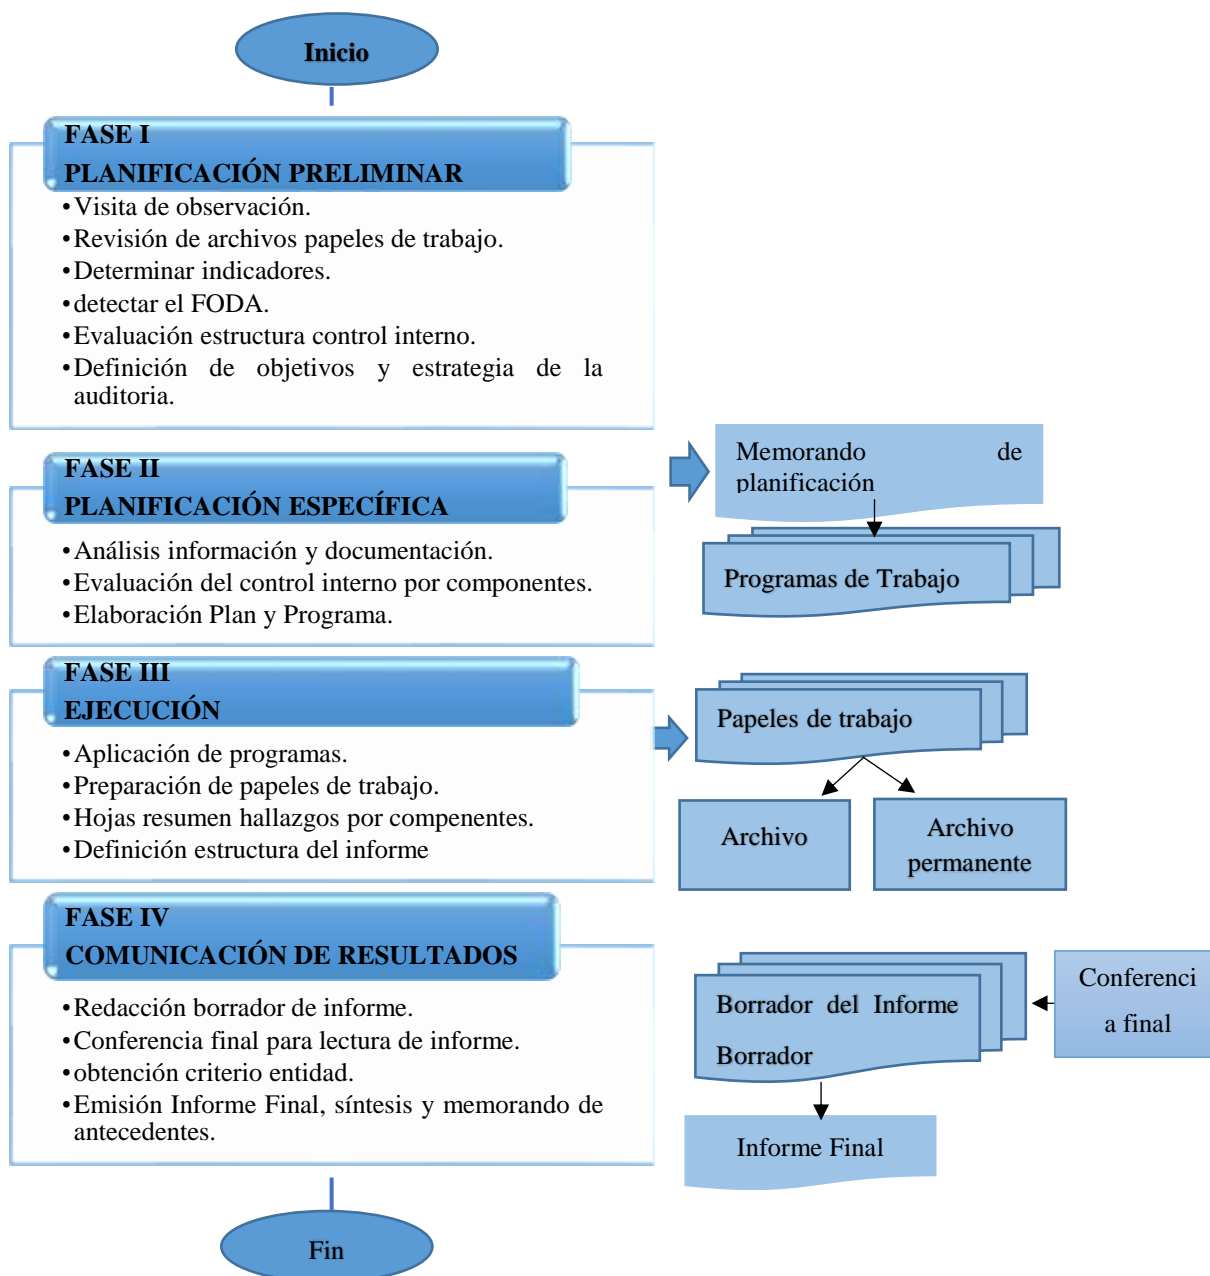 Inicio
FASE I
PLANIFICACIÓN PRELIMINAR
•Visita de observación.
•Revisión de archivos papeles de trabajo.
•Determinar indicadores.
•detectar el FODA.
•Evaluación estructura control interno.
•Definición de objetivos y estrategia de la
auditoria.
FASE II
PLANIFICACIÓN ESPECÍFICA
•Análisis información y documentación.
•Evaluación del control interno por componentes.
•Elaboración Plan y Programa.
Memorando de
planificación
Programas de Trabajo
FASE III
EJECUCIÓN
•Aplicación de programas.
•Preparación de papeles de trabajo.
•Hojas resumen hallazgos por compenentes.
•Definición estructura del informe
Papeles de trabajo
Archivo
Archivo
permanente
FASE IV
COMUNICACIÓN DE RESULTADOS
•Redacción borrador de informe.
•Conferencia final para lectura de informe.
•obtención criterio entidad.
•Emisión Informe Final, síntesis y memorando de
antecedentes.
Borrador del Informe
Borrador
Conferenci
a final
Informe Final
Fin